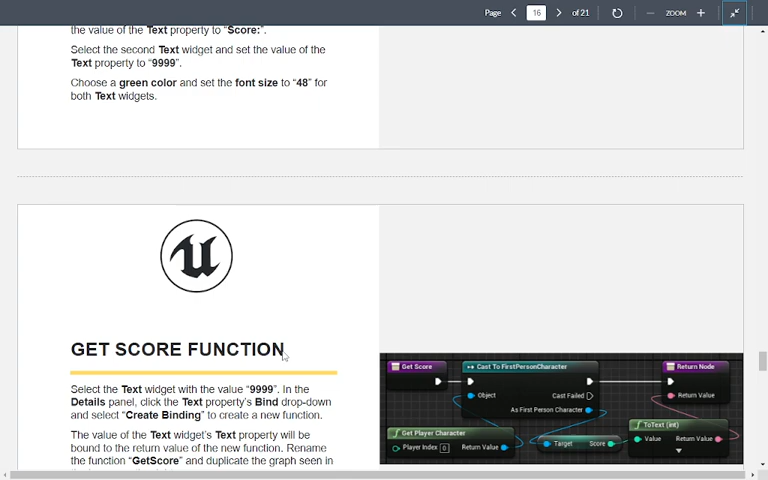 Page 16 of 21 ZOOM
the value of the Text property to “Score:”.
Select the second Text widget and set the value of the
Text property to “9999”.
Choose a green color and set the font size to “48” for
both Text widgets.
GET SCORE FUNCTION
Select the Text widget with the value “9999”. In the
Details panel, click the Text property’s Bind drop-down
and select “Create Binding” to create a new function.
The value of the Text widget’s Text property will be
bound to the return value of the new function. Rename
the function “GetScore” and duplicate the graph seen in
Get Score
Cast To FirstPersonCharacter
Object
Cast Failed
As First Person Character
Return Node
Return Value
Get Player Character
Player Index 0 Return Value
Target Score
ToText (int)
Value Return Value